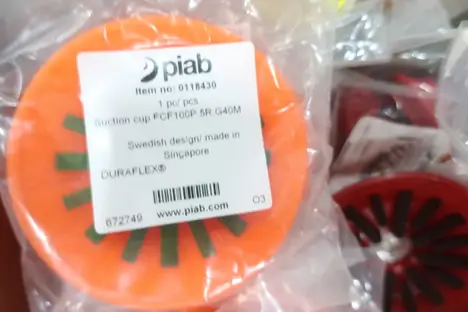 piab
Item no: 0118430
1 pc/ pcs
Suction cup FCF100P.5R.G40M
Swedish design/ made in
Singapore
DURAFLEX®
672749
www.piab.com
O3